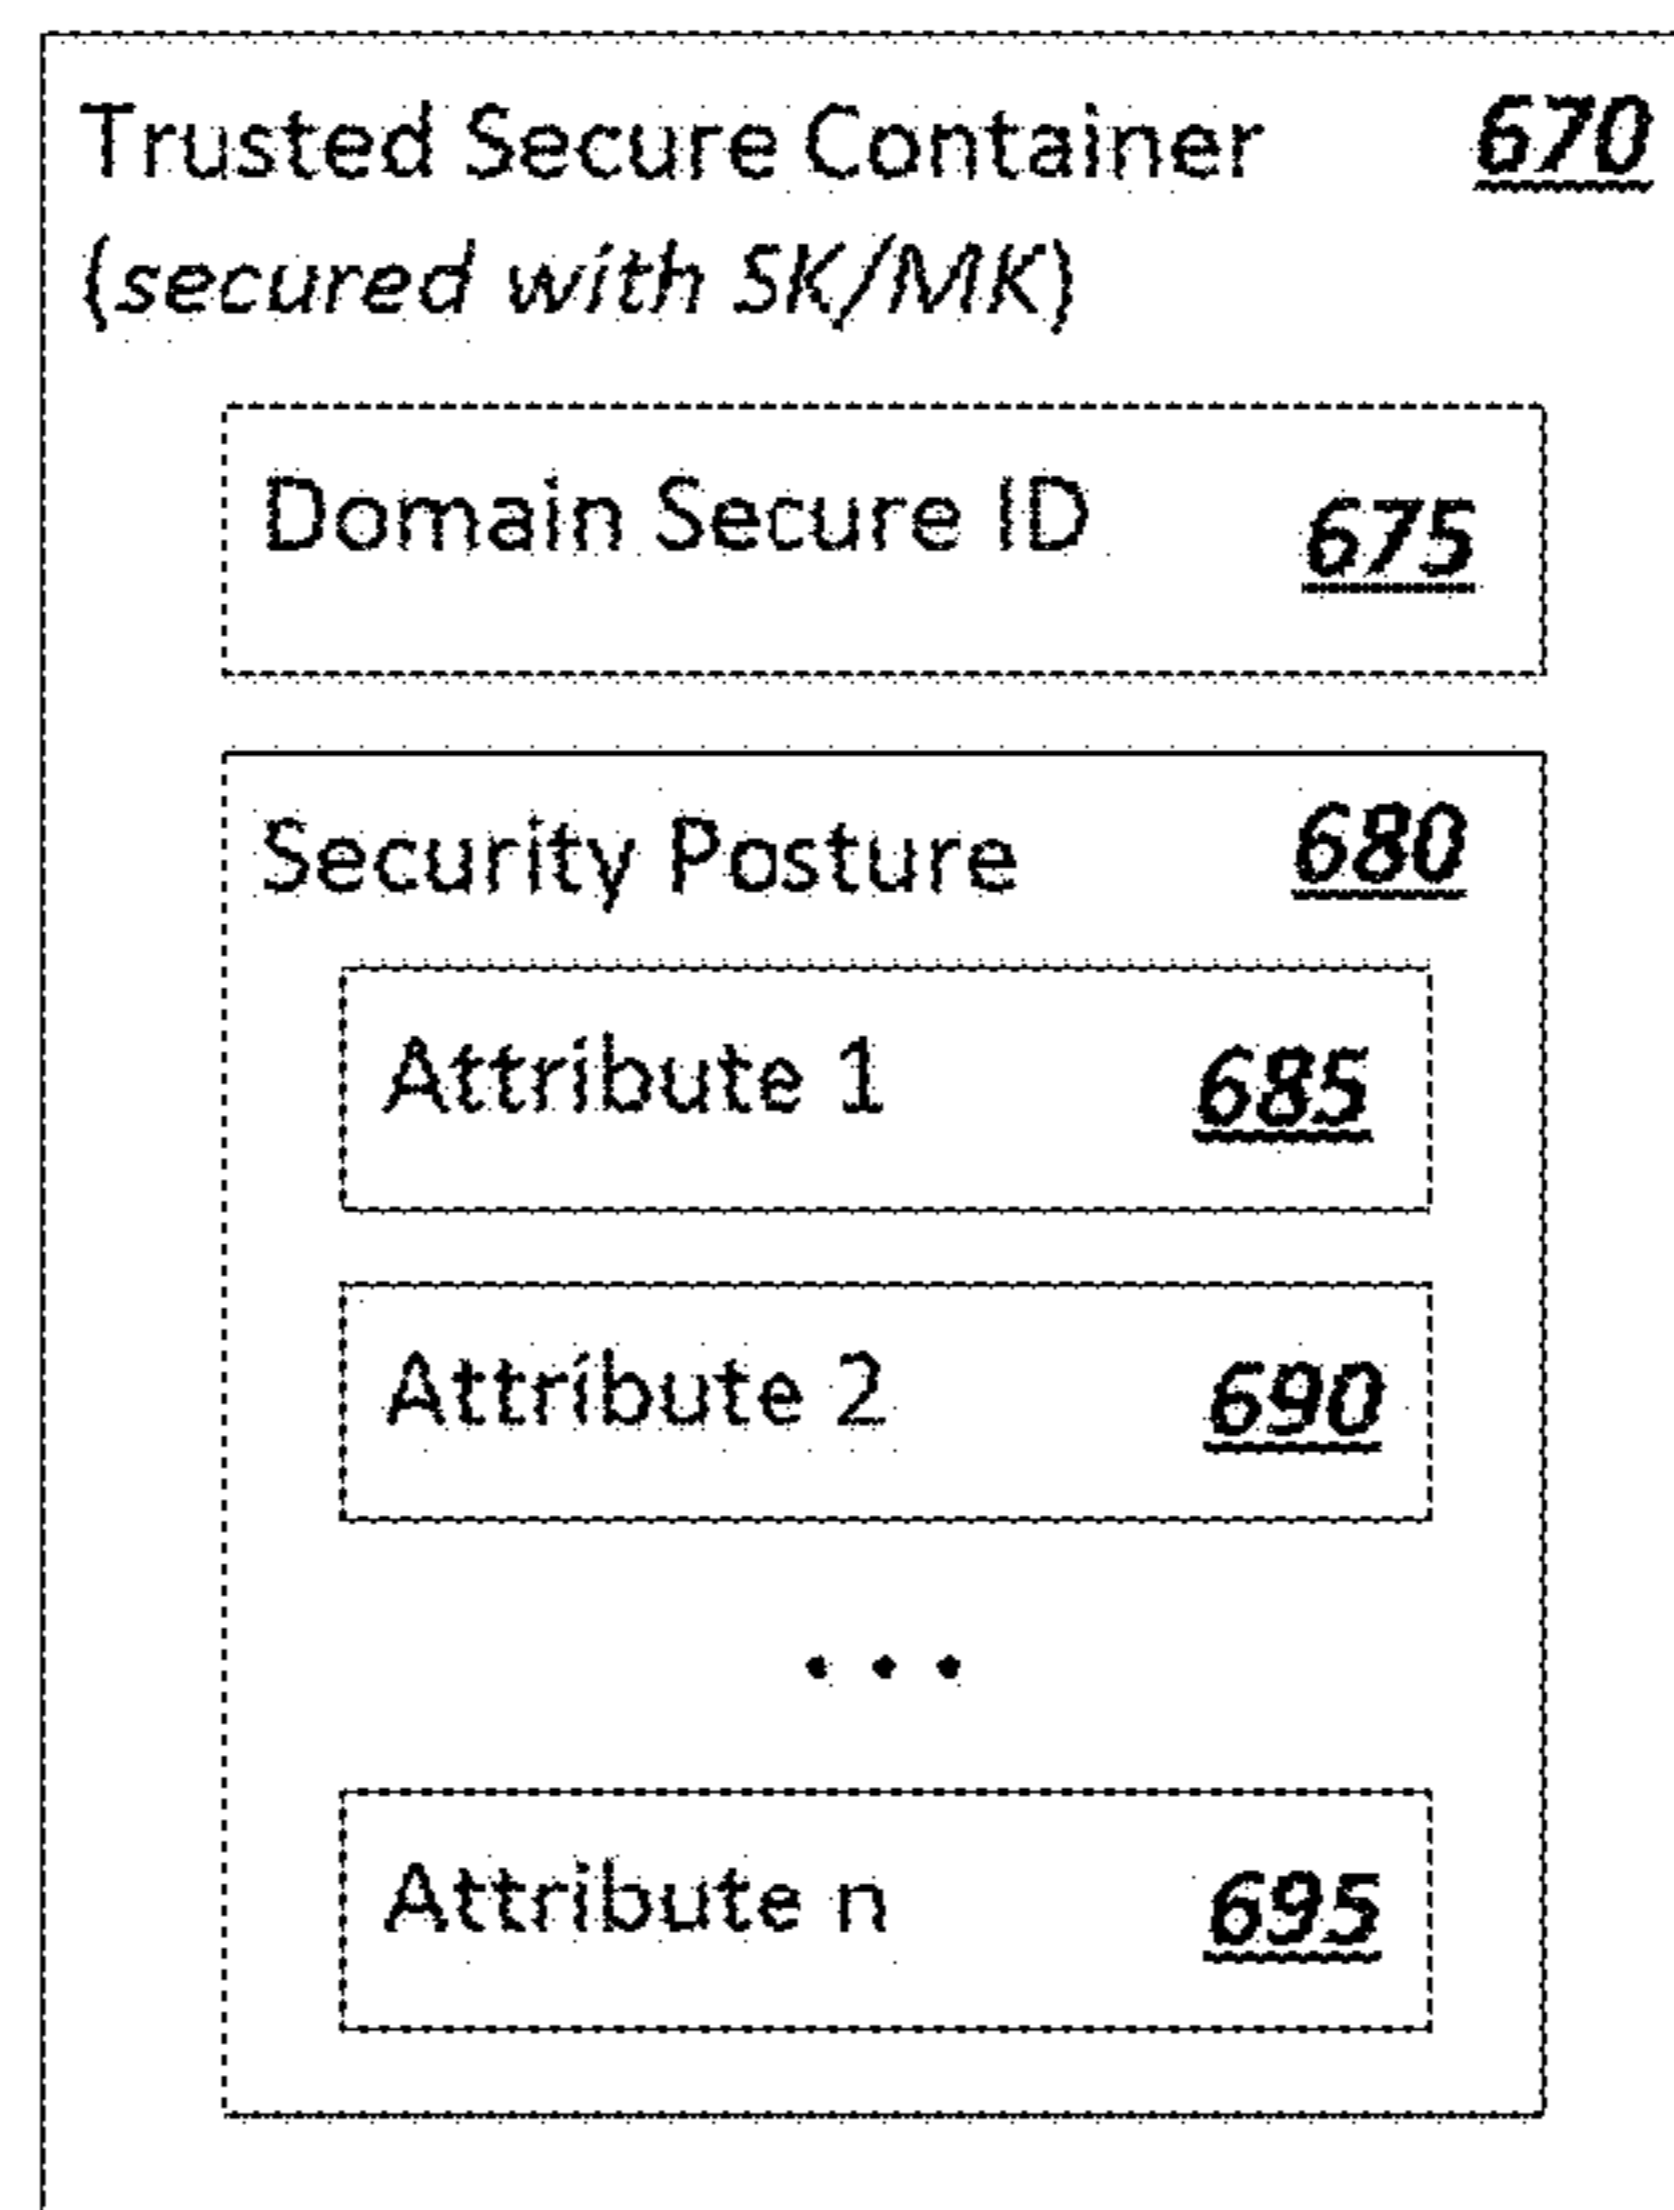 Trusted Secure Container 670
(secured with SK/MK)
Domain Secure ID 675
Security Posture 680
Attribute 1 685
Attribute 2 690
...
Attribute n 695